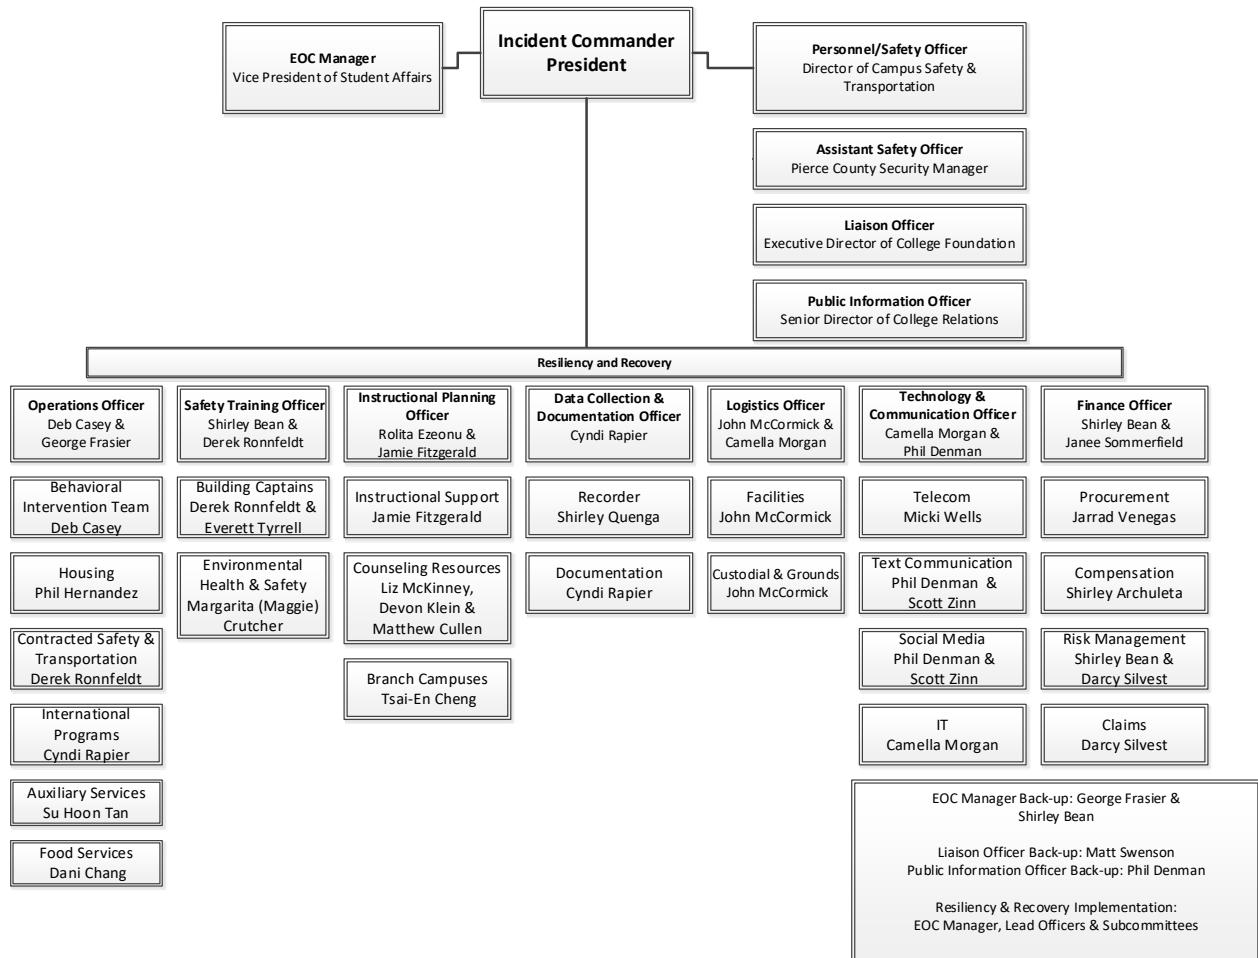 EOC Manager
Vice President of Student Affairs
Incident Commander
President
Personnel/Safety Officer
Director of Campus Safety &
Transportation
Assistant Safety Officer
Pierce County Security Manager
Liaison Officer
Executive Director of College Foundation
Public Information Officer
Senior Director of College Relations
Resiliency and Recovery
Operations Officer
Deb Casey &
George Frasier
Behavioral
Intervention Team
Deb Casey
Housing
Phil Hernandez
Contracted Safety &
Transportation
Derek Ronnfeldt
International
Programs
Cyndi Rapier
Auxiliary Services
Su Hoon Tan
Food Services
Dani Chang
Safety Training Officer
Shirley Bean &
Derek Ronnfeldt
Building Captains
Derek Ronnfeldt &
Everett Tyrrell
Environmental
Health & Safety
Margarita (Maggie)
Crutcher
Instructional Planning
Officer
Rolita Ezeonu &
Jamie Fitzgerald
Instructional Support
Jamie Fitzgerald
Counseling Resources
Liz McKinney,
Devon Klein &
Matthew Cullen
Branch Campuses
Tsai-En Cheng
Data Collection &
Documentation Officer
Cyndi Rapier
Recorder
Shirley Quenga
Documentation
Cyndi Rapier
Logistics Officer
John McCormick &
Camella Morgan
Facilities
John McCormick
Custodial & Grounds
John McCormick
Technology &
Communication Officer
Camella Morgan &
Phil Denman
Telecom
Micki Wells
Text Communication
Phil Denman &
Scott Zinn
Social Media
Phil Denman &
Scott Zinn
IT
Camella Morgan
Finance Officer
Shirley Bean &
Janee Sommerfield
Procurement
Jarrad Venegas
Compensation
Shirley Archuleta
Risk Management
Shirley Bean &
Darcy Silvest
Claims
Darcy Silvest
EOC Manager Back-up: George Frasier &
Shirley Bean
Liaison Officer Back-up: Matt Swenson
Public Information Officer Back-up: Phil Denman
Resiliency & Recovery Implementation:
EOC Manager, Lead Officers & Subcommittees